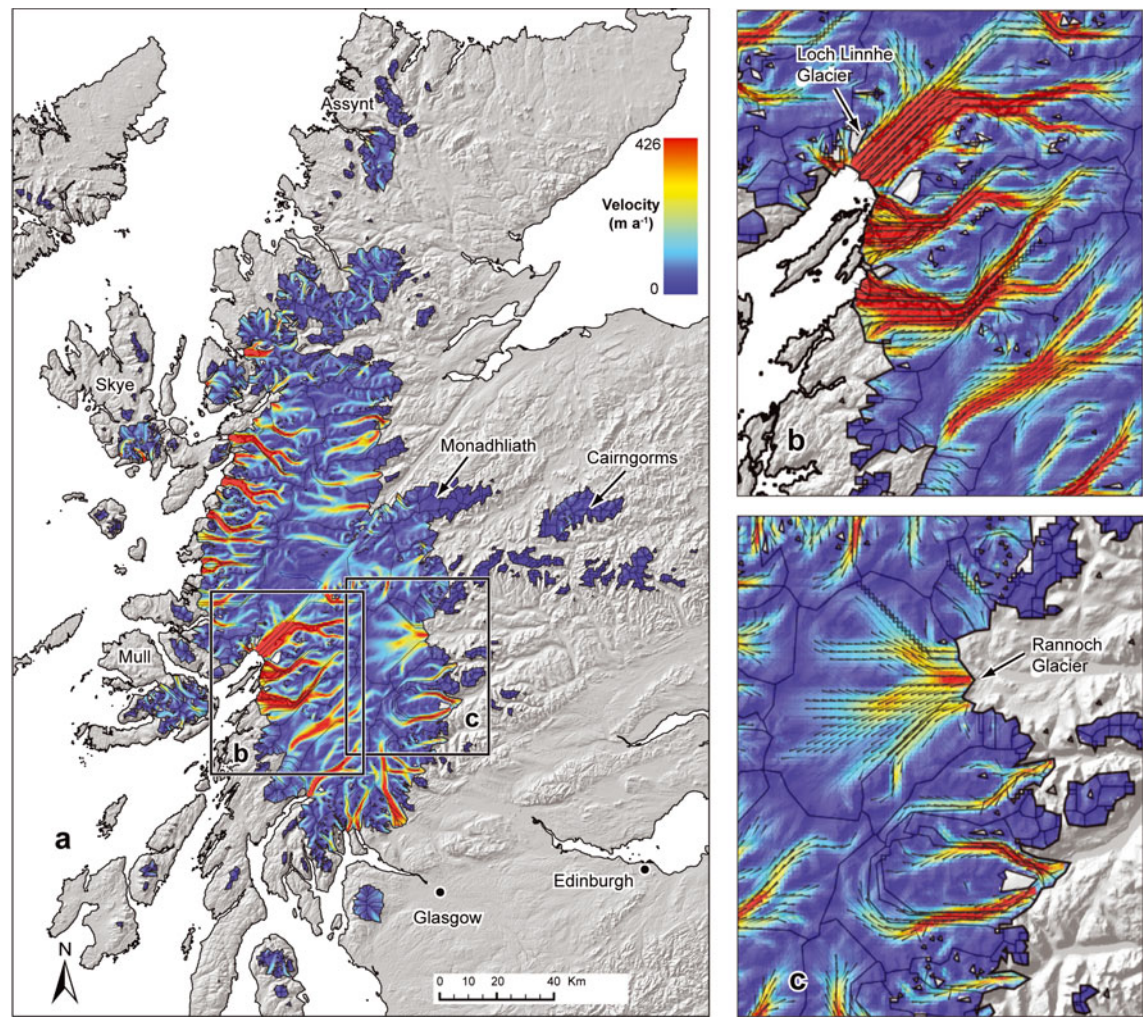 Assynt
426
Velocity
(m a⁻¹)
0
Skye
Monadhliath
Cairngorms
Mull
b
c
a
N
Glasgow
Edinburgh
0 10 20 40 Km
Loch Linnhe
Glacier
b
Rannoch
Glacier
c